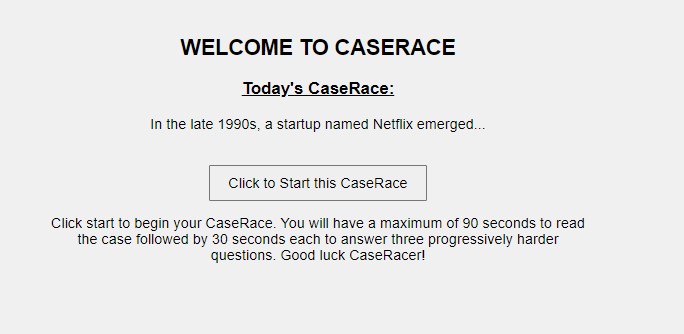 WELCOME TO CASERACE
Today's CaseRace:
In the late 1990s, a startup named Netflix emerged...
Click to Start this CaseRace
Click start to begin your CaseRace. You will have a maximum of 90 seconds to read
the case followed by 30 seconds each to answer three progressively harder
questions. Good luck CaseRacer!